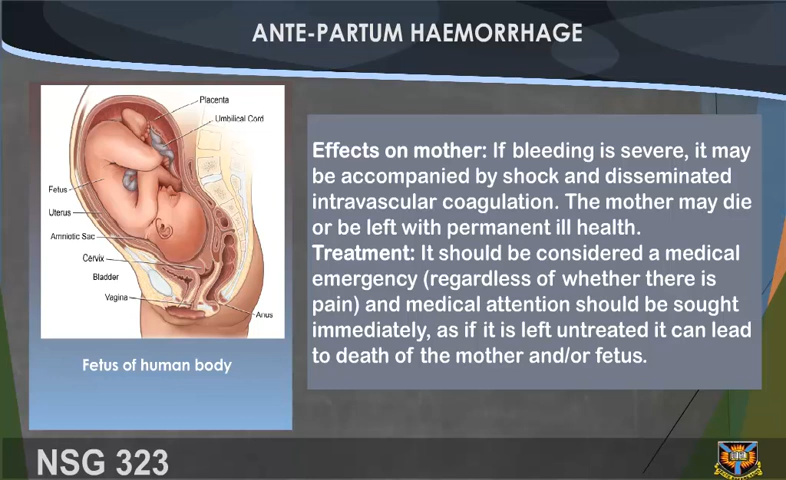 ANTE-PARTUM HAEMORRHAGE
Placenta
Umbilical Cord
Fetus
Uterus
Amniotic Sac
Cervix
Bladder
Vagina
Anus
Fetus of human body
Effects on mother: If bleeding is severe, it may
be accompanied by shock and disseminated
intravascular coagulation. The mother may die
or be left with permanent ill health.
Treatment: It should be considered a medical
emergency (regardless of whether there is
pain) and medical attention should be sought
immediately, as if it is left untreated it can lead
to death of the mother and/or fetus.
NSG 323